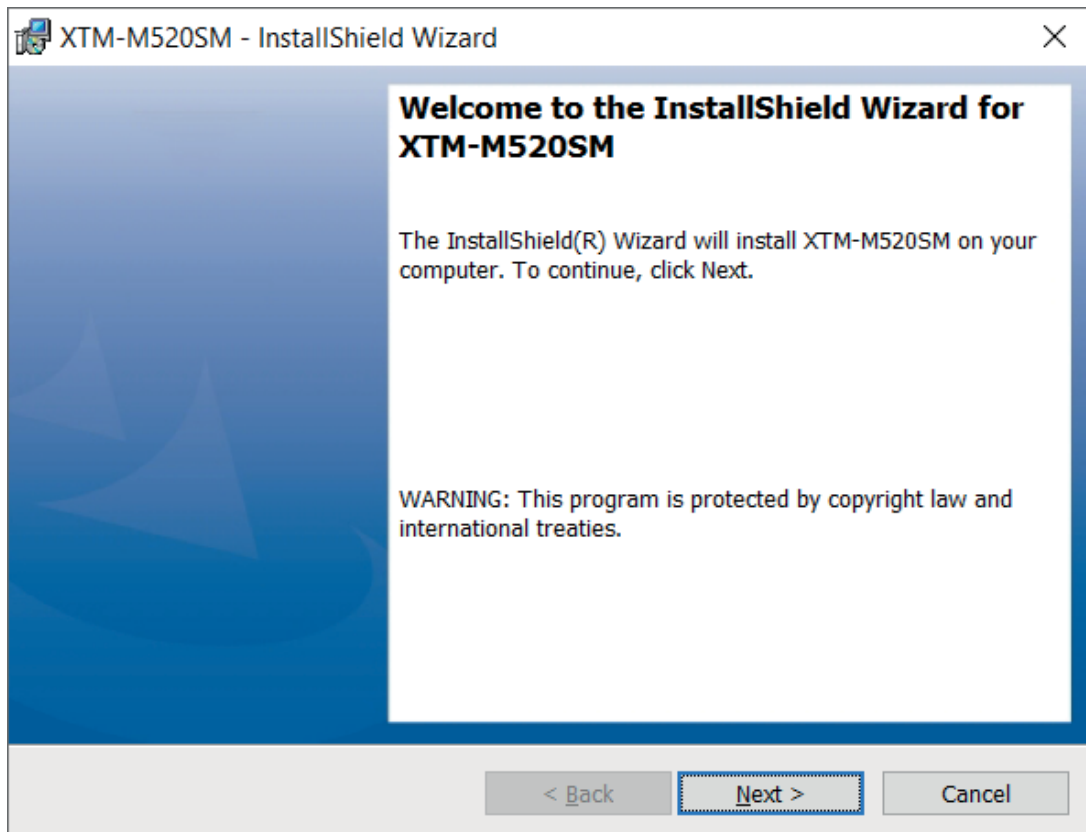 XTM-M520SM - InstallShield Wizard
Welcome to the InstallShield Wizard for
XTM-M520SM
The InstallShield(R) Wizard will install XTM-M520SM on your
computer. To continue, click Next.
WARNING: This program is protected by copyright law and
international treaties.
< Back
Next >
Cancel